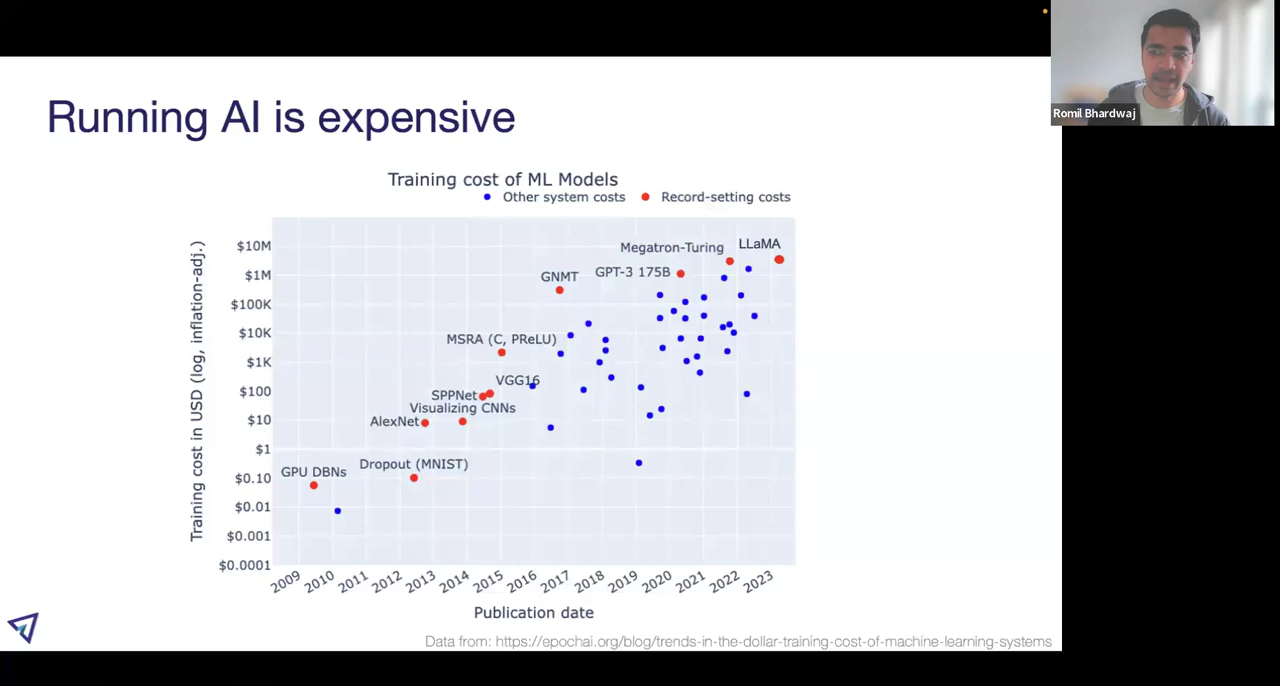 Romil Bhardwaj
Running AI is expensive
Training cost of ML Models
Other system costs
Record-setting costs
Training cost in USD (log, inflation-adj.)
$10M
$1M
$100K
$10K
$1K
$100
$10
$1
$0.10
$0.01
$0.001
$0.0001
Megatron-Turing
LLaMA
GPT-3 175B
GNMT
MSRA (C, PReLU)
VGG16
SPPNet
Visualizing CNNs
AlexNet
Dropout (MNIST)
GPU DBNs
2009 2010 2011 2012 2013 2014 2015 2016 2017 2018 2019 2020 2021 2022 2023
Publication date
Data from: https://epochai.org/blog/trends-in-the-dollar-training-cost-of-machine-learning-systems